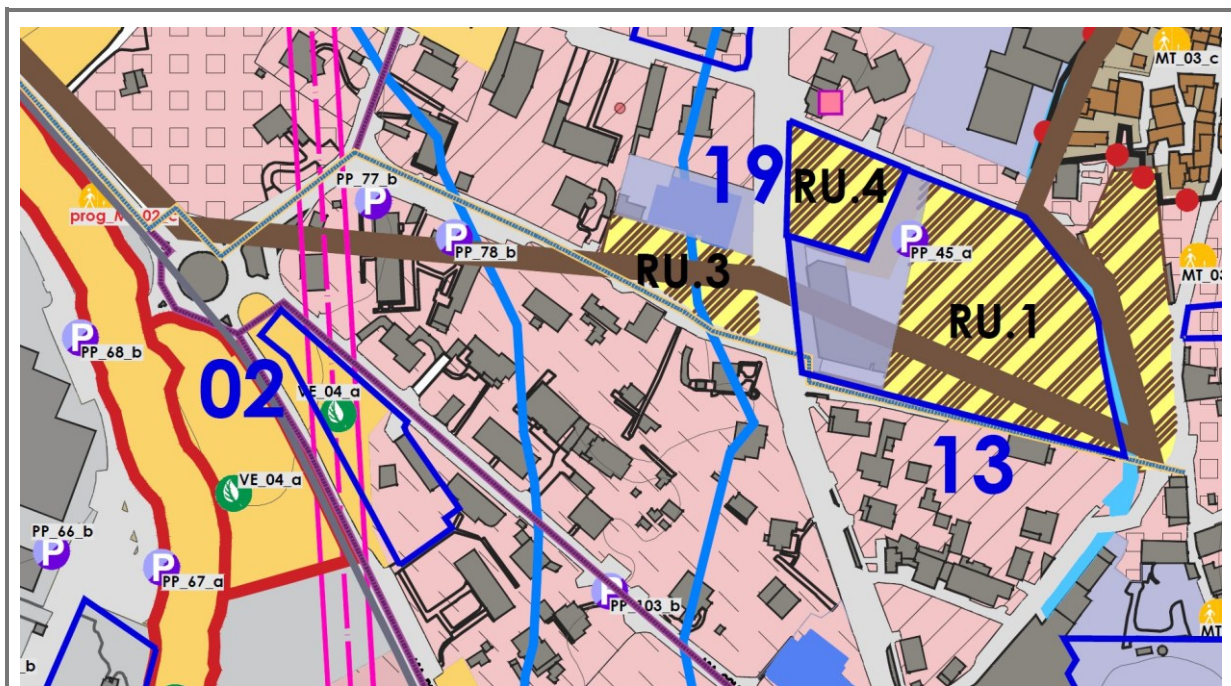 MT_03_c
19
RU.4
PP_77_b
P
prog_M
PP_45_a
P
P
PP_78_b
RU.3
MT_03
RU.1
P
PP_68_b
02
VE_04_a
13
VE_04_a
PP_66_b
P
P
PP_67_a
P
PP_103_b
MT
_b